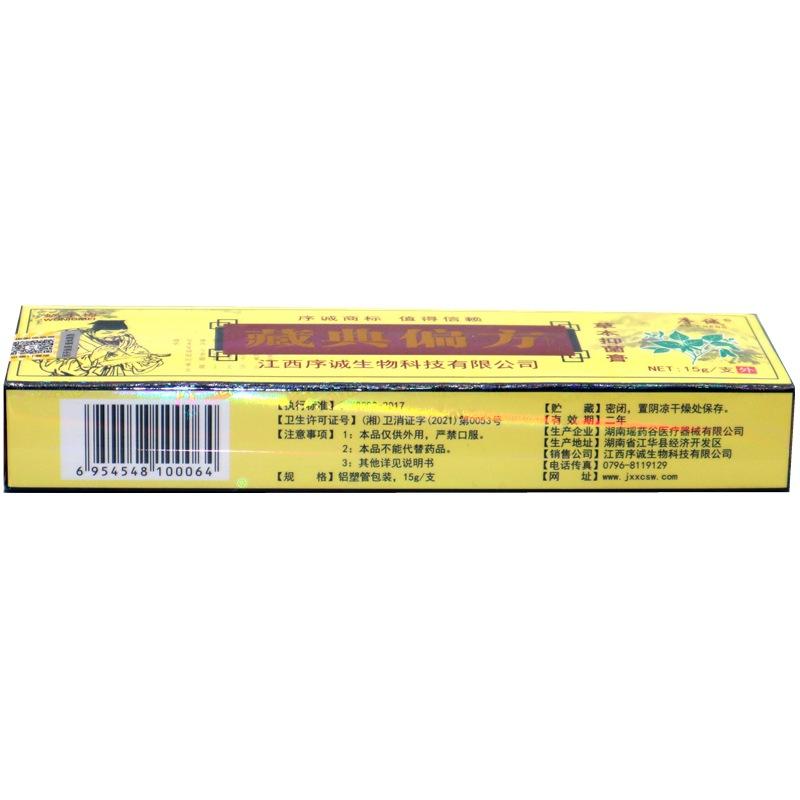 序诚商标 值得信赖
藏典偏方
江西序诚生物科技有限公司
草本抑菌膏
NET:15g/支 外
【执行标准】
【卫生许可证号】(湘)卫消证字(2021)第0053号
【注意事项】1: 本品仅供外用，严禁口服。
2: 本品不能代替药品。
3: 其他详见说明书
【规 格】铝塑管包装，15g/支
6 954548 100064
【贮 藏】密闭，置阴凉干燥处保存。
【有 效 期】二年
【生产企业】湖南瑶药谷医疗器械有限公司
【生产地址】湖南省江华县经济开发区
【销售公司】江西序诚生物科技有限公司
【电话传真】0796-8119129
【网 址】www.jxxcsw.com